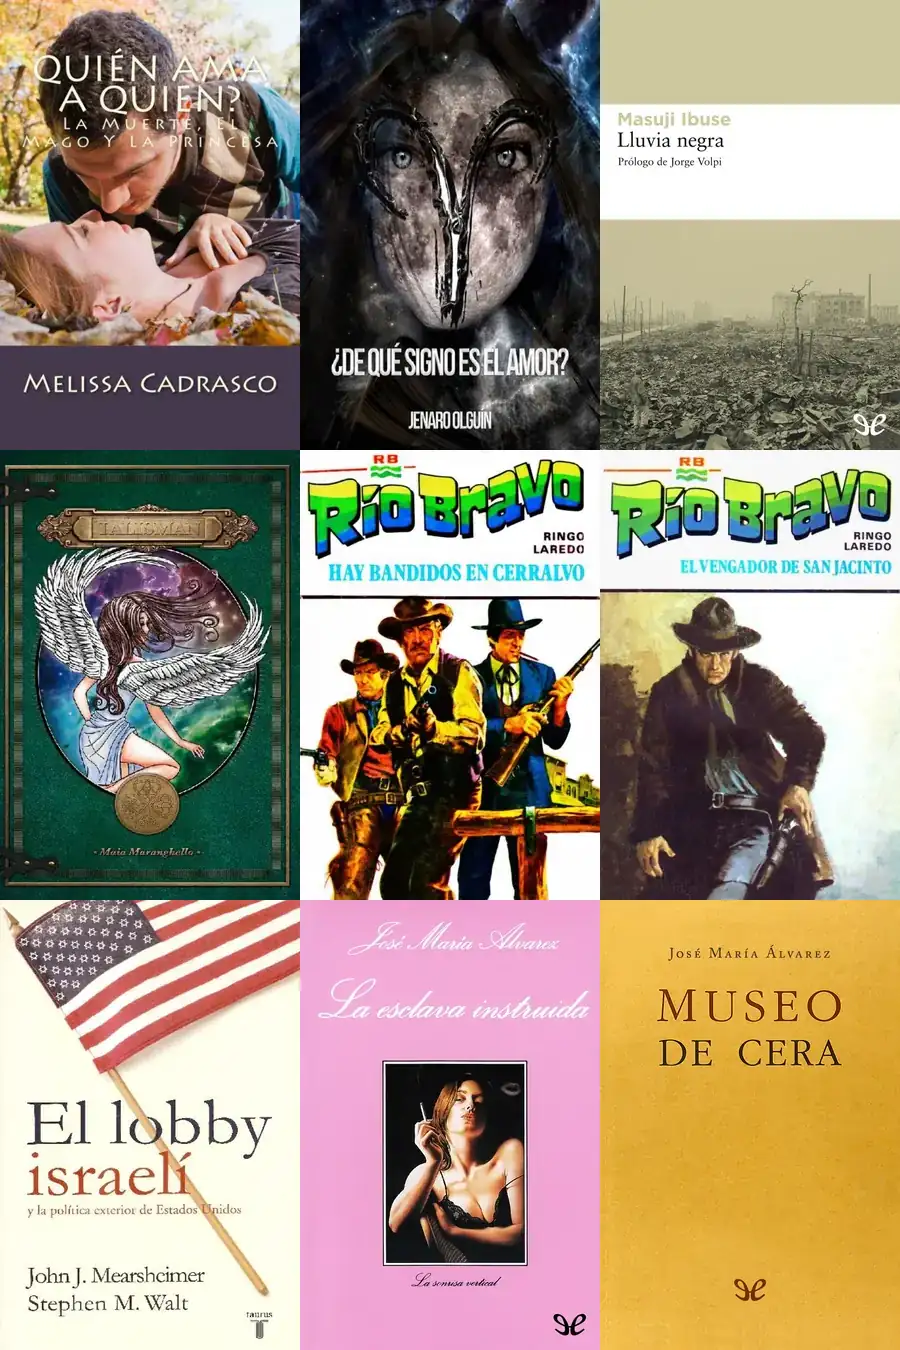 QUIÉN AMA
A QUIEN?
LA MUERTE, EL
MAGO Y LA PRINCESA
MELISSA CADRASCO
¿DE QUÉ SIGNO ES EL AMOR?
JENARO OLGUÍN
Masuji Ibuse
Lluvia negra
Prólogo de Jorge Volpi
TALISMAN
- Maia Maranghello -
RB
Río Bravo
RINGO
LAREDO
HAY BANDIDOS EN CERRALVO
RB
Río Bravo
RINGO
LAREDO
EL VENGADOR DE SAN JACINTO
El lobby
israelí
y la política exterior de Estados Unidos
John J. Mearsheimer
Stephen M. Walt
taurus
José María Álvarez
La esclava instruida
La sonrisa vertical
JOSÉ MARÍA ÁLVAREZ
MUSEO
DE CERA